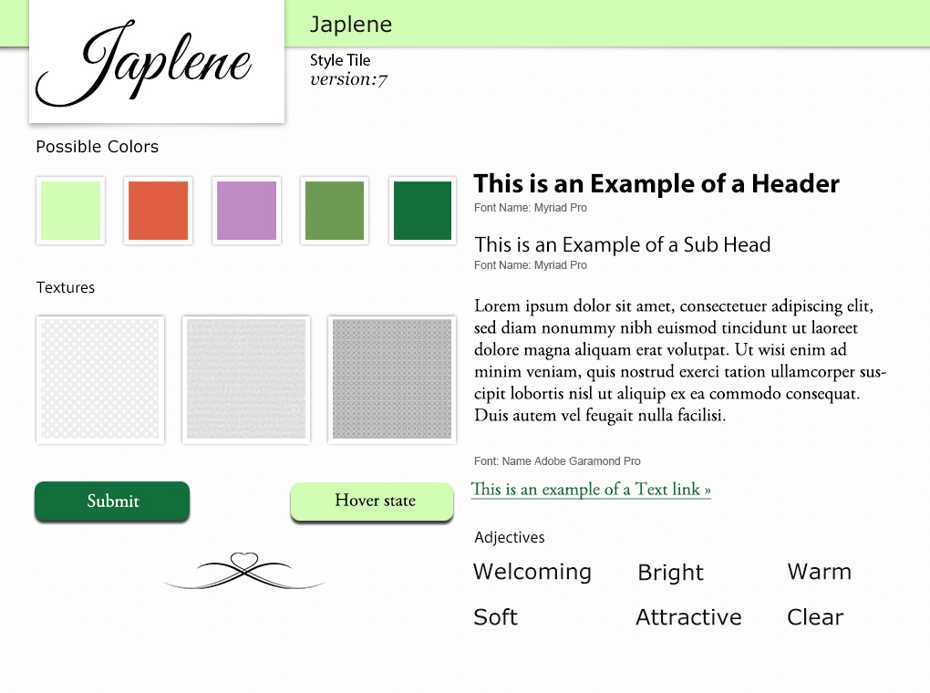 Japlene
Japlene
Style Tile
version:7
Possible Colors
Textures
Submit
Hover state
This is an Example of a Header
Font Name: Myriad Pro
This is an Example of a Sub Head
Font Name: Myriad Pro
Lorem ipsum dolor sit amet, consectetuer adipiscing elit,
sed diam nonummy nibh euismod tincidunt ut laoreet
dolore magna aliquam erat volutpat. Ut wisi enim ad
minim veniam, quis nostrud exerci tation ullamcorper sus-
cipit lobortis nisl ut aliquip ex ea commodo consequat.
Duis autem vel feugait nulla facilisi.
Font: Name Adobe Garamond Pro
This is an example of a Text link »
Adjectives
Welcoming Bright Warm
Soft Attractive Clear